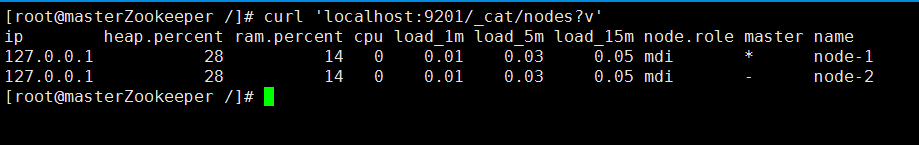 [root@masterZookeeper /]# curl 'localhost:9201/_cat/nodes?v'
ip        heap.percent ram.percent cpu load_1m load_5m load_15m node.role master name
127.0.0.1           28          14   0    0.01    0.03     0.05 mdi       *      node-1
127.0.0.1           28          14   0    0.01    0.03     0.05 mdi       -      node-2
[root@masterZookeeper /]#